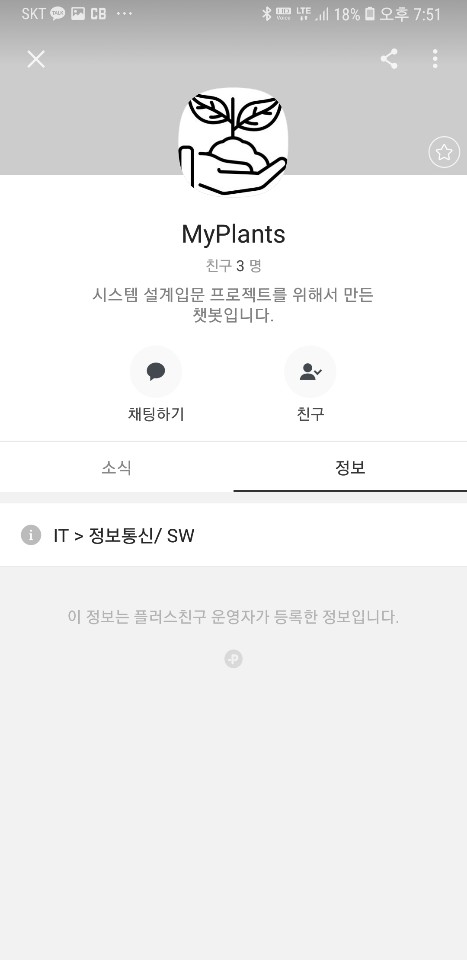 SKT TALK CB ···
HD Voice LTE 18% 오후 7:51
MyPlants
친구 3 명
시스템 설계입문 프로젝트를 위해서 만든
챗봇입니다.
채팅하기 친구
소식 정보
i IT > 정보통신/ SW
이 정보는 플러스친구 운영자가 등록한 정보입니다.
P